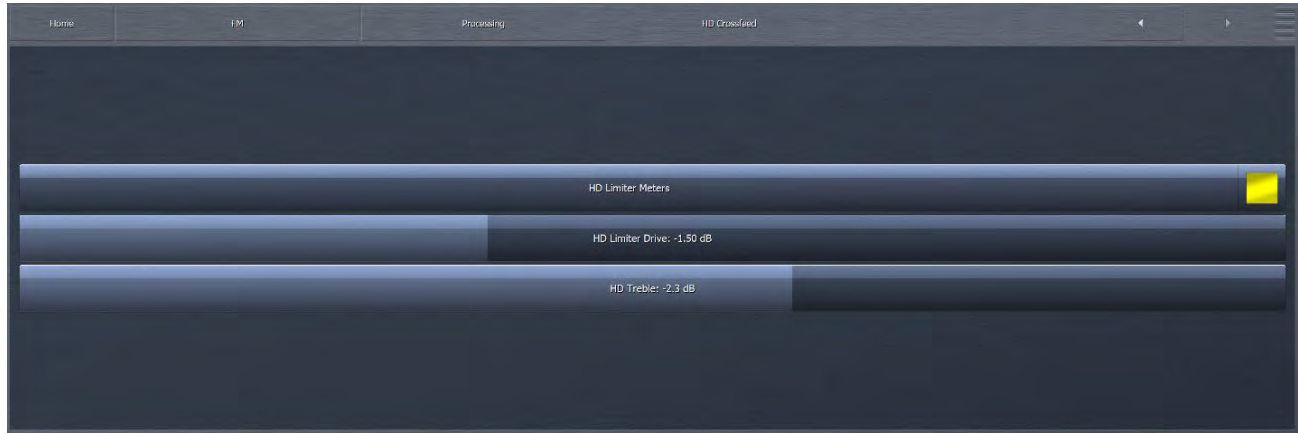 Home FM Processing HD Crossfeed
HD Limiter Meters
HD Limiter Drive: -1.50 dB
HD Treble: -2.3 dB